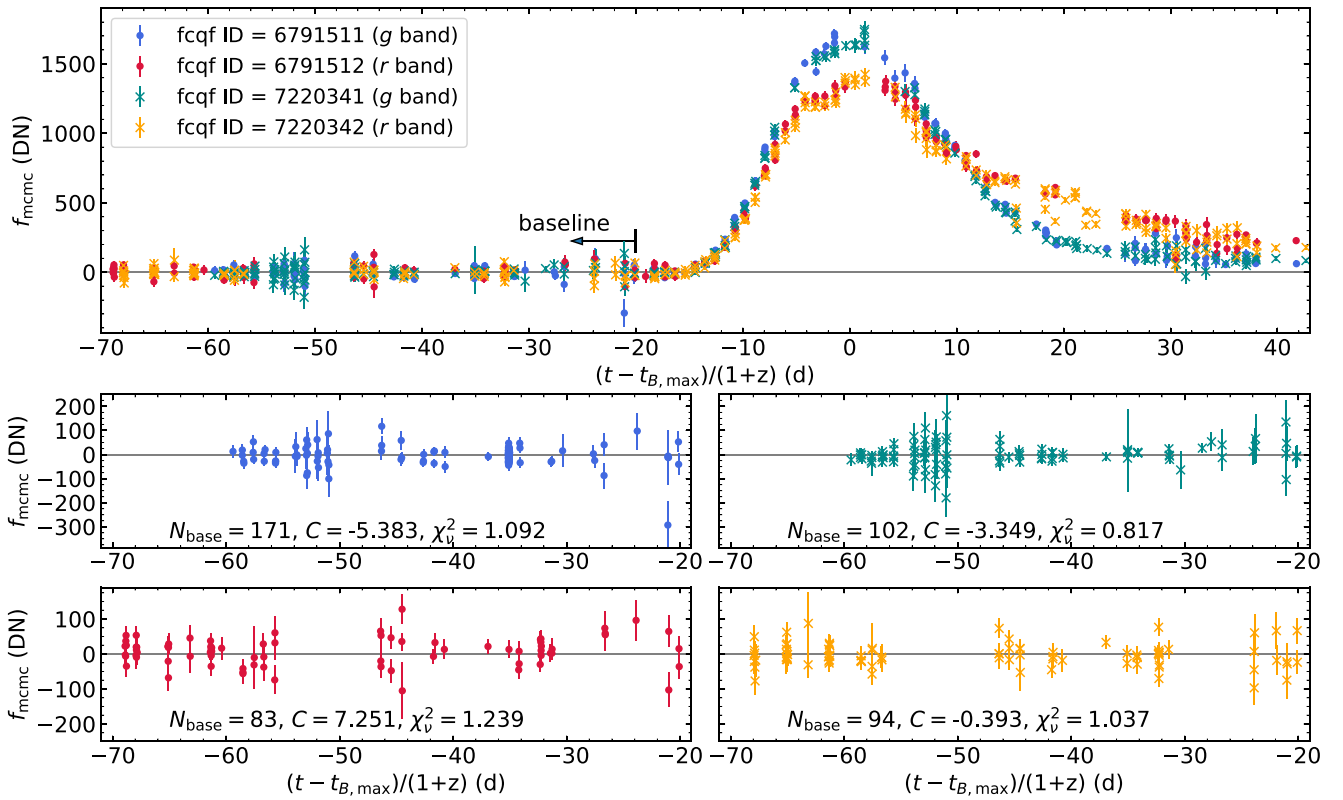 fcqf ID = 6791511 (g band)
fcqf ID = 6791512 (r band)
fcqf ID = 7220341 (g band)
fcqf ID = 7220342 (r band)
baseline
f_mcmc (DN)
1500
1000
500
0
−70 −60 −50 −40 −30 −20 −10 0 10 20 30 40
(t − t_B, max)/(1+z) (d)
f_mcmc (DN)
200
100
0
−100
−200
−300
N_base = 171, C = -5.383, χ²_ν = 1.092
−70 −60 −50 −40 −30 −20
N_base = 102, C = -3.349, χ²_ν = 0.817
−70 −60 −50 −40 −30 −20
f_mcmc (DN)
100
0
−100
−200
N_base = 83, C = 7.251, χ²_ν = 1.239
−70 −60 −50 −40 −30 −20
(t − t_B, max)/(1+z) (d)
N_base = 94, C = -0.393, χ²_ν = 1.037
−70 −60 −50 −40 −30 −20
(t − t_B, max)/(1+z) (d)